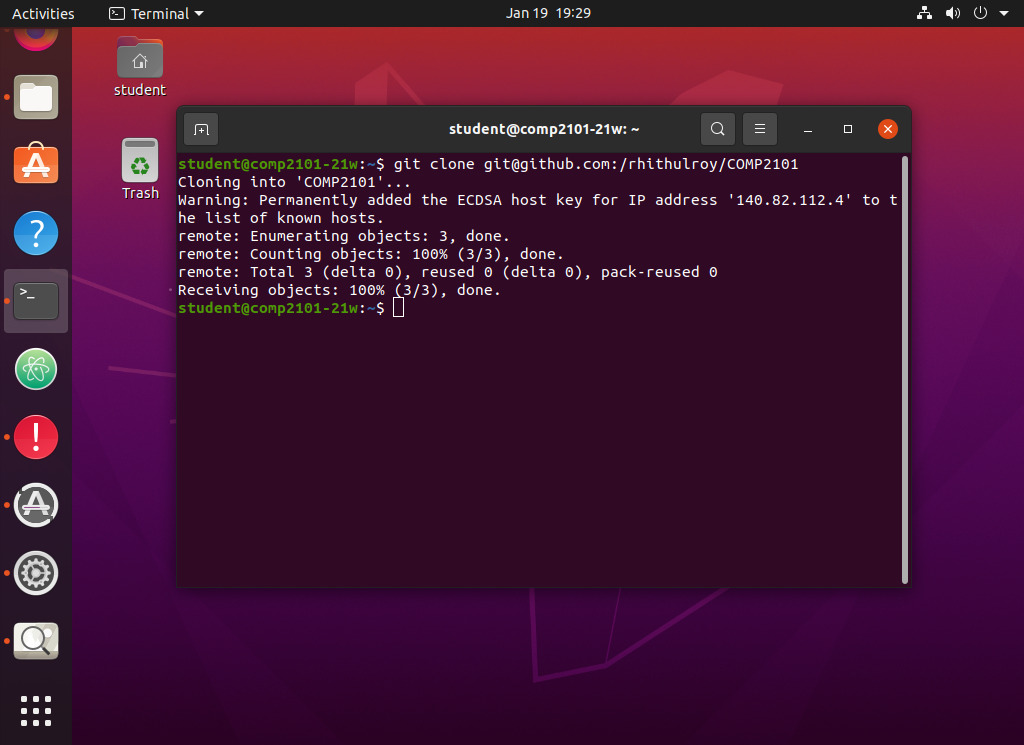 Activities
Terminal
Jan 19 19:29
student
Trash
student@comp2101-21w: ~
student@comp2101-21w:~$ git clone git@github.com:/rhithulroy/COMP2101
Cloning into 'COMP2101'...
Warning: Permanently added the ECDSA host key for IP address '140.82.112.4' to t
he list of known hosts.
remote: Enumerating objects: 3, done.
remote: Counting objects: 100% (3/3), done.
remote: Total 3 (delta 0), reused 0 (delta 0), pack-reused 0
Receiving objects: 100% (3/3), done.
student@comp2101-21w:~$